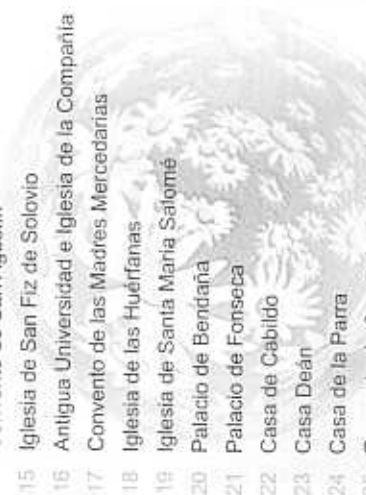 15 Iglesia de San Fiz de Solovio
16 Antigua Universidad e Iglesia de la Compañía
17 Convento de las Madres Mercedarias
18 Iglesia de las Huérfanas
19 Iglesia de Santa María Salomé
20 Palacio de Bendaña
21 Palacio de Fonseca
22 Casa de Cabildo
23 Casa Deán
24 Casa de la Parra